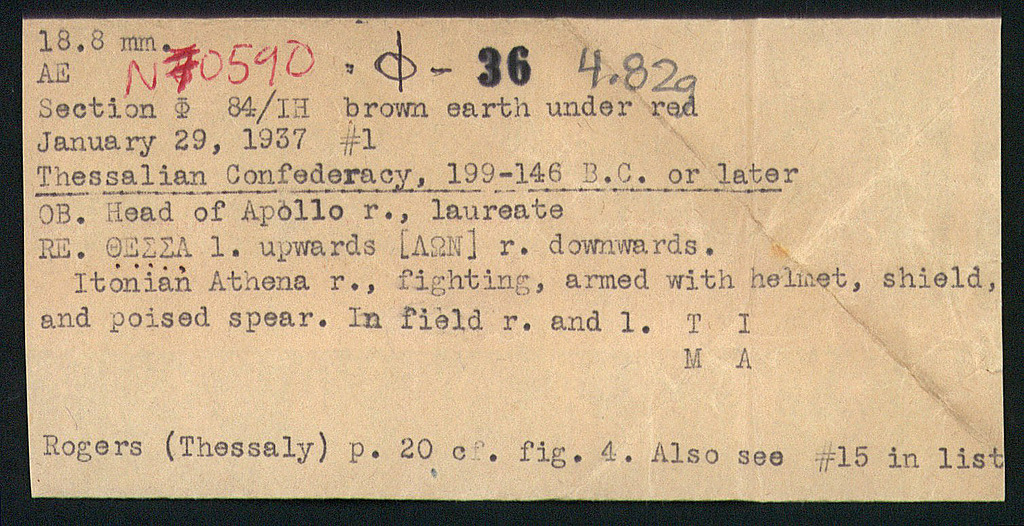 18.8 mm.
AE N70590 . Φ - 36 4.82g
Section Φ 84/ΙΗ brown earth under red
January 29, 1937 #1
Thessalian Confederacy, 199-146 B.C. or later
OB. Head of Apollo r., laureate
RE. ΘΕΣΣΑ l. upwards [ΛΩΝ] r. downwards.
Itonian Athena r., fighting, armed with helmet, shield,
and poised spear. In field r. and l. T I
M A
Rogers (Thessaly) p. 20 cf. fig. 4. Also see #15 in list